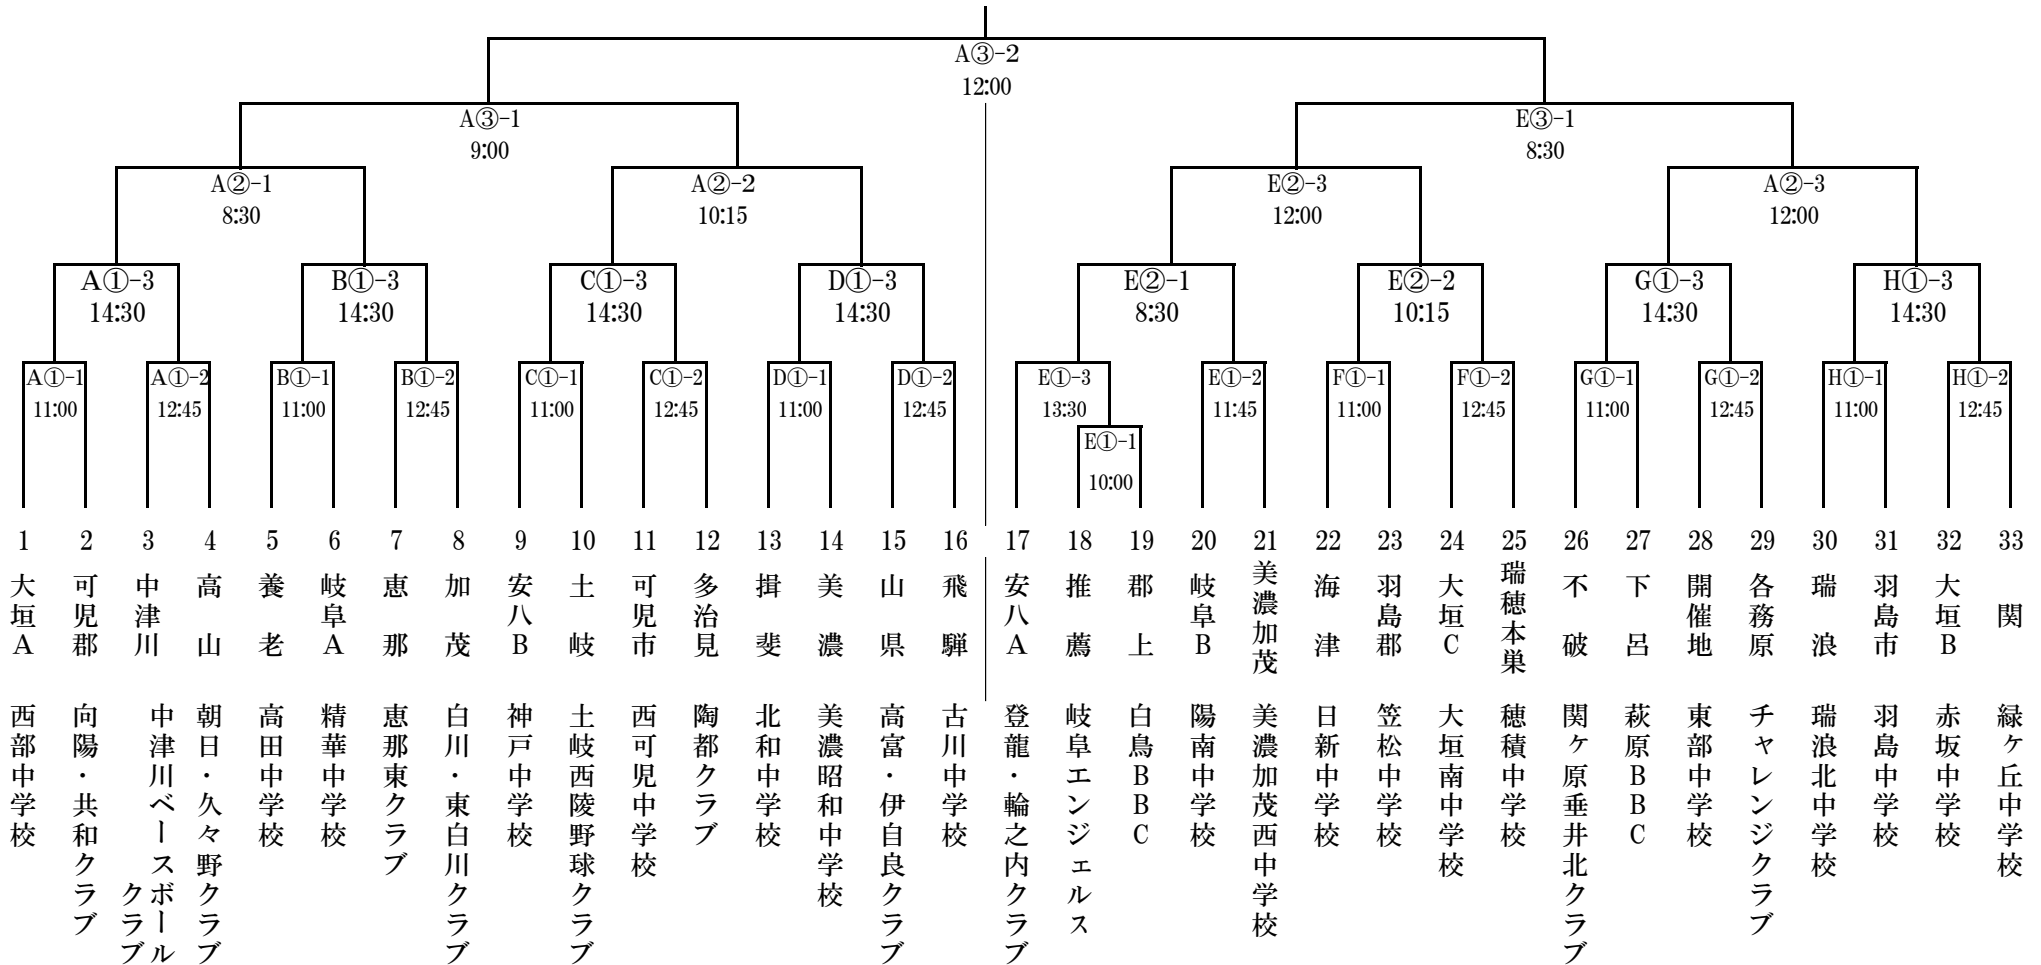 A③-2
12:00
A③-1
9:00
E③-1
8:30
A②-1
8:30
A②-2
10:15
E②-3
12:00
A②-3
12:00
A①-3
14:30
B①-3
14:30
C①-3
14:30
D①-3
14:30
E②-1
8:30
E②-2
10:15
G①-3
14:30
H①-3
14:30
A①-1
11:00
A①-2
12:45
B①-1
11:00
B①-2
12:45
C①-1
11:00
C①-2
12:45
D①-1
11:00
D①-2
12:45
E①-3
13:30
E①-1
10:00
E①-2
11:45
F①-1
11:00
F①-2
12:45
G①-1
11:00
G①-2
12:45
H①-1
11:00
H①-2
12:45
1
大垣A
西部中学校
2
可児郡
向陽・共和クラブ
3
中津川
中津川ベースボール
クラブ
4
高山
朝日・久々野クラブ
5
養老
高田中学校
6
岐阜A
精華中学校
7
恵那
恵那東クラブ
8
加茂
白川・東白川クラブ
9
安八B
神戸中学校
10
土岐
土岐西陵野球クラブ
11
可児市
西可児中学校
12
多治見
陶都クラブ
13
揖斐
北和中学校
14
美濃
美濃昭和中学校
15
山県
高富・伊自良クラブ
16
飛騨
古川中学校
17
安八A
登龍・輪之内クラブ
18
推薦
岐阜エンジェルス
19
郡上
白鳥BBC
20
岐阜B
陽南中学校
21
美濃加茂
美濃加茂西中学校
22
海津
日新中学校
23
羽島郡
笠松中学校
24
大垣C
大垣南中学校
25
瑞穂本巣
穂積中学校
26
不破
関ケ原垂井北クラブ
27
下呂
萩原BBC
28
開催地
東部中学校
29
各務原
チャレンジクラブ
30
瑞浪
瑞浪北中学校
31
羽島市
羽島中学校
32
大垣B
赤坂中学校
33
関
緑ケ丘中学校